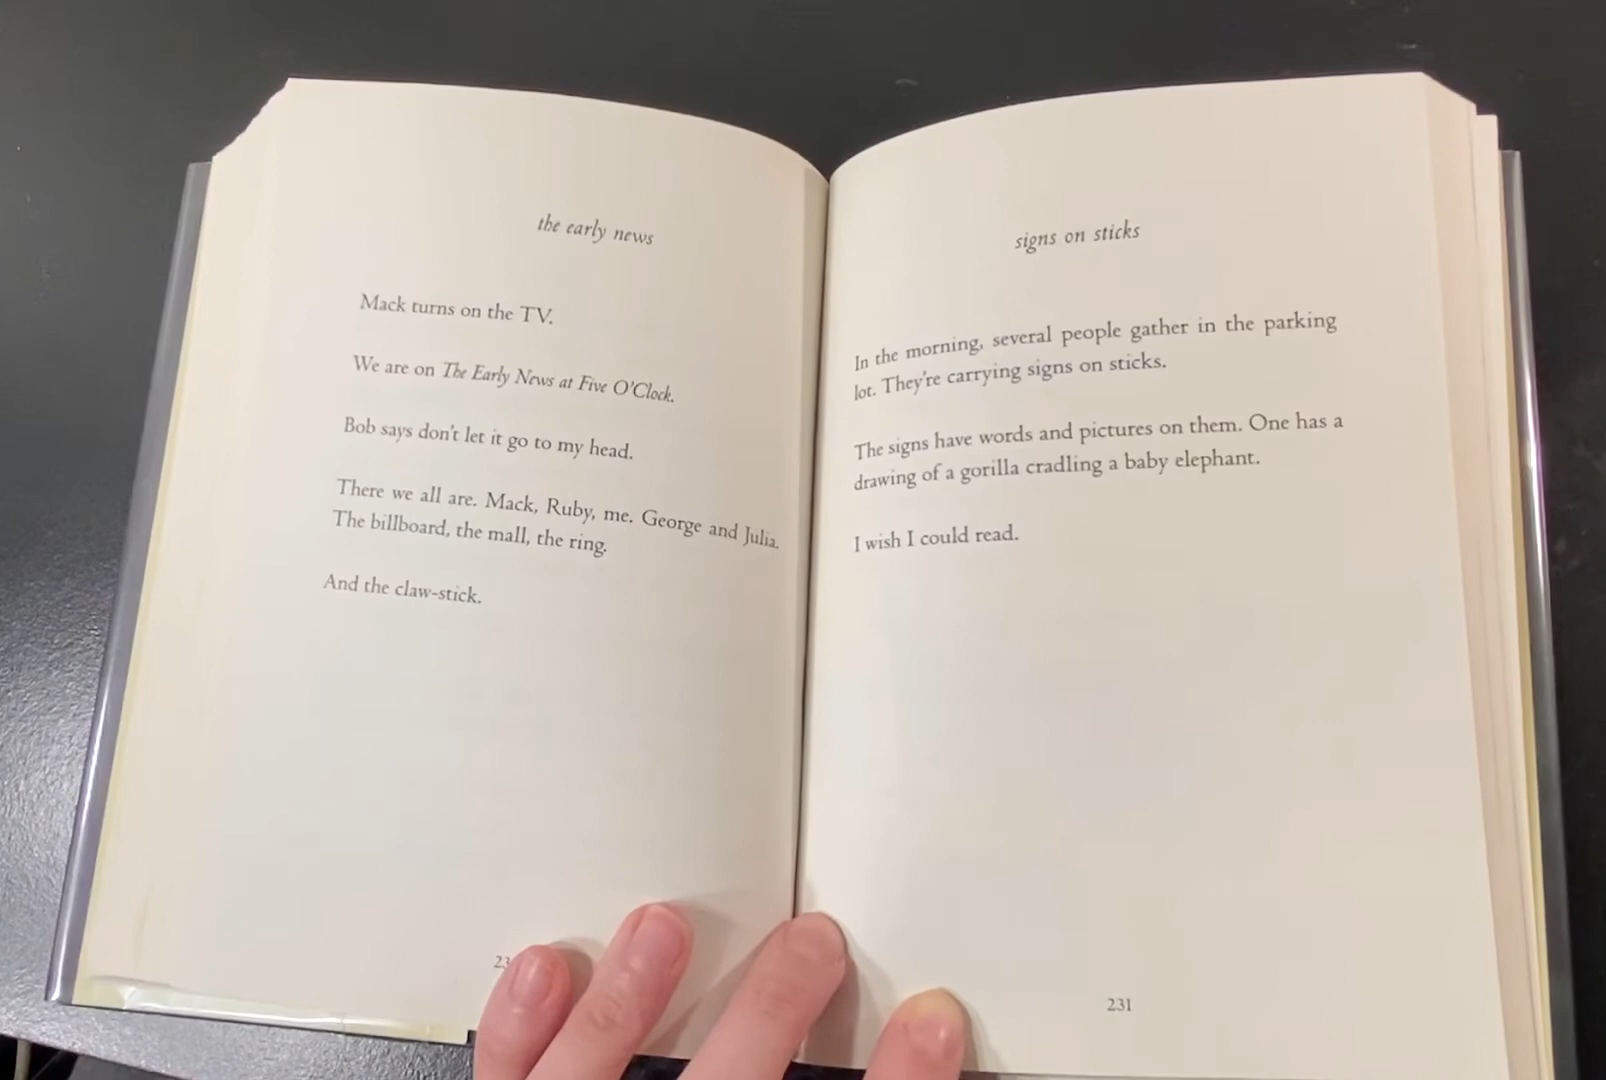 the early news
Mack turns on the TV.
We are on The Early News at Five O'Clock.
Bob says don't let it go to my head.
There we all are. Mack, Ruby, me. George and Julia.
The billboard, the mall, the ring.
And the claw-stick.
signs on sticks
In the morning, several people gather in the parking
lot. They're carrying signs on sticks.
The signs have words and pictures on them. One has a
drawing of a gorilla cradling a baby elephant.
I wish I could read.
231